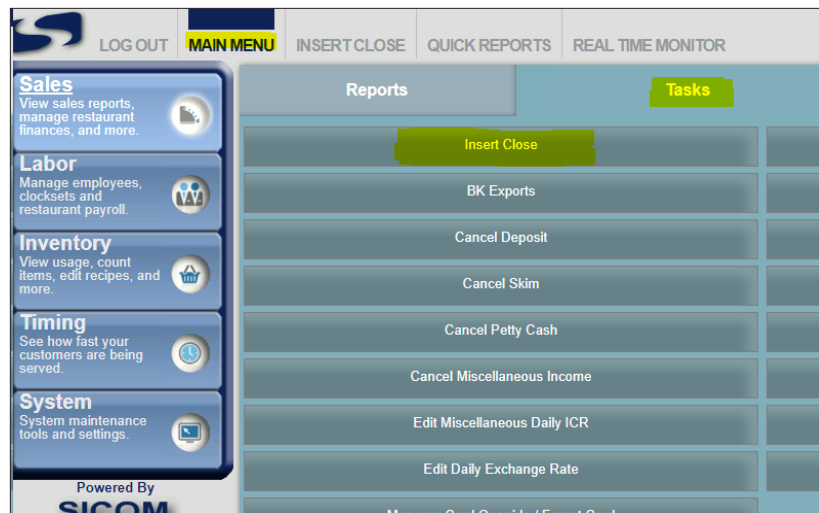 LOG OUT MAIN MENU INSERT CLOSE QUICK REPORTS REAL TIME MONITOR
Sales
View sales reports,
manage restaurant
finances, and more.
Labor
Manage employees,
clocksets and
restaurant payroll.
Inventory
View usage, count
items, edit recipes, and
more.
Timing
See how fast your
customers are being
served.
System
System maintenance
tools and settings.
Powered By
SICOM
Reports Tasks
Insert Close
BK Exports
Cancel Deposit
Cancel Skim
Cancel Petty Cash
Cancel Miscellaneous Income
Edit Miscellaneous Daily ICR
Edit Daily Exchange Rate